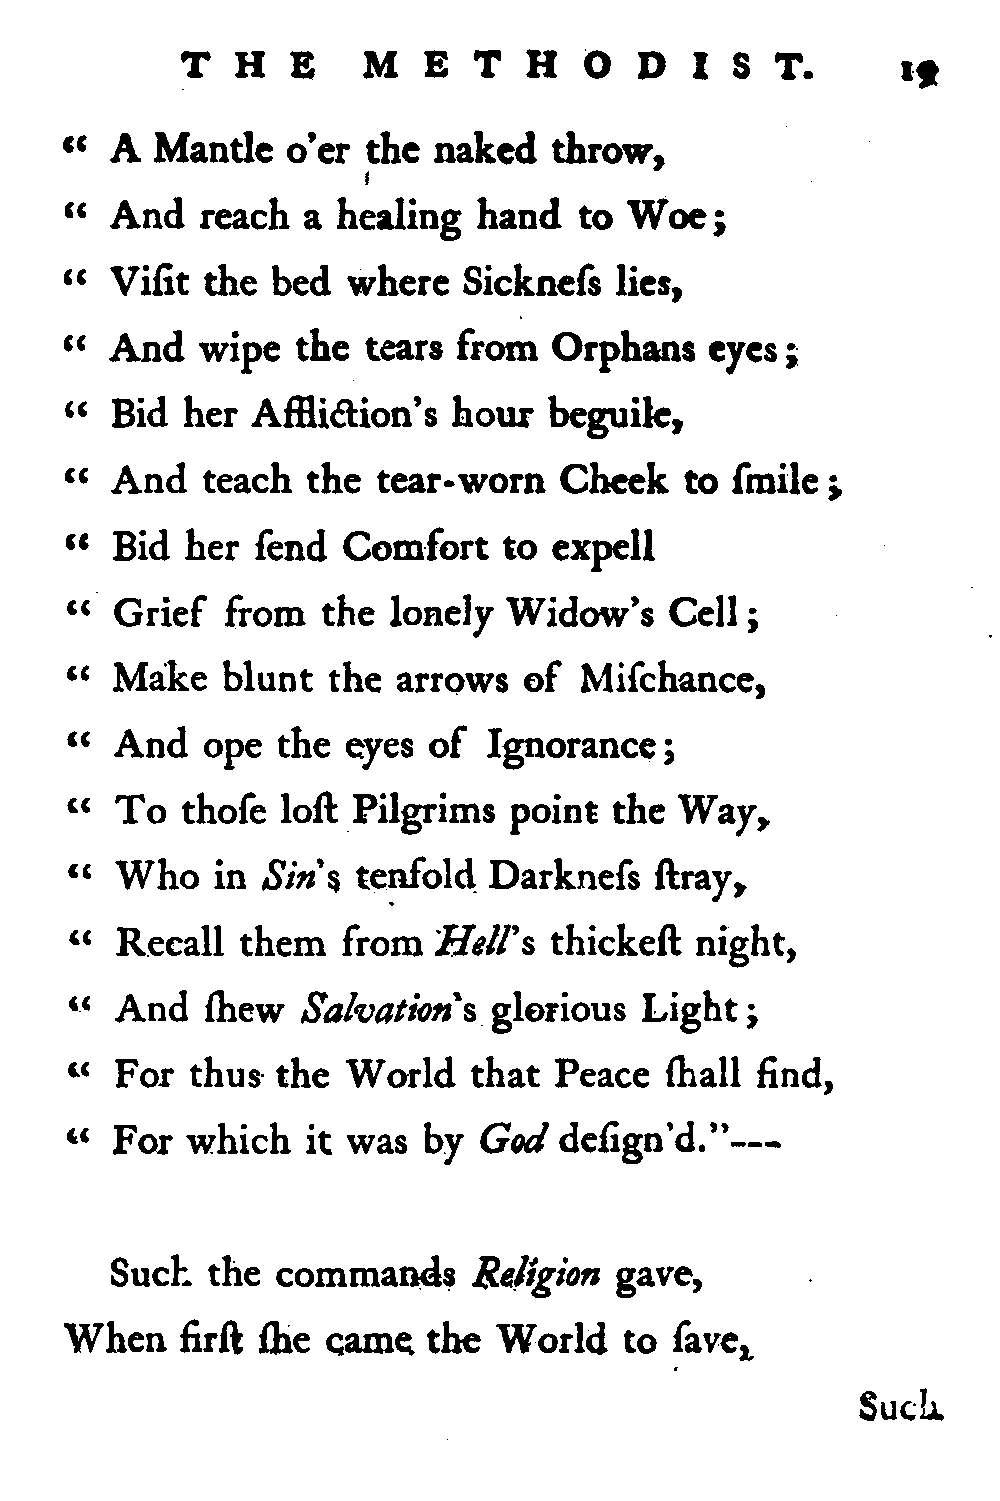 THE METHODIST. 19
“ A Mantle o’er the naked throw,
“ And reach a healing hand to Woe;
“ Viſit the bed where Sickneſs lies,
“ And wipe the tears from Orphans eyes;
“ Bid her Affliction’s hour beguile,
“ And teach the tear-worn Cheek to ſmile;
“ Bid her ſend Comfort to expell
“ Grief from the lonely Widow’s Cell;
“ Make blunt the arrows of Miſchance,
“ And ope the eyes of Ignorance;
“ To thoſe loſt Pilgrims point the Way,
“ Who in Sin’s tenfold Darkneſs ſtray,
“ Recall them from Hell’s thickeſt night,
“ And ſhew Salvation’s glorious Light;
“ For thus the World that Peace ſhall find,
“ For which it was by God deſign’d.”---
Such the commands Religion gave,
When firſt ſhe came the World to ſave,
Such